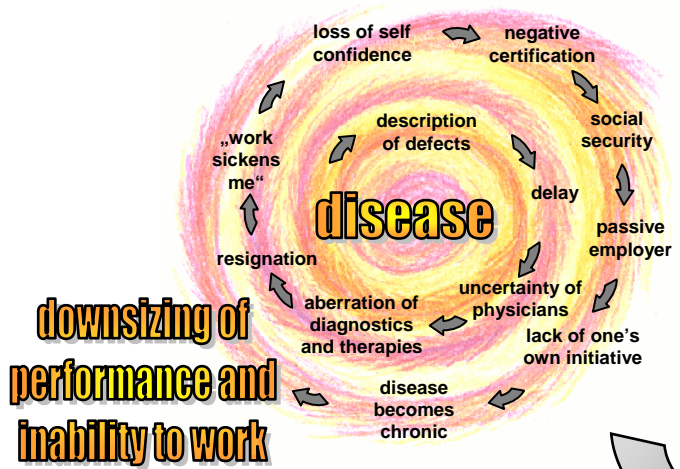 disease
description
of defects
delay
uncertainty of
physicians
aberration of
diagnostics
and therapies
resignation
„work
sickens
me“
loss of self
confidence
negative
certification
social
security
passive
employer
lack of one’s
own initiative
disease
becomes
chronic
downsizing of
performance and
inability to work